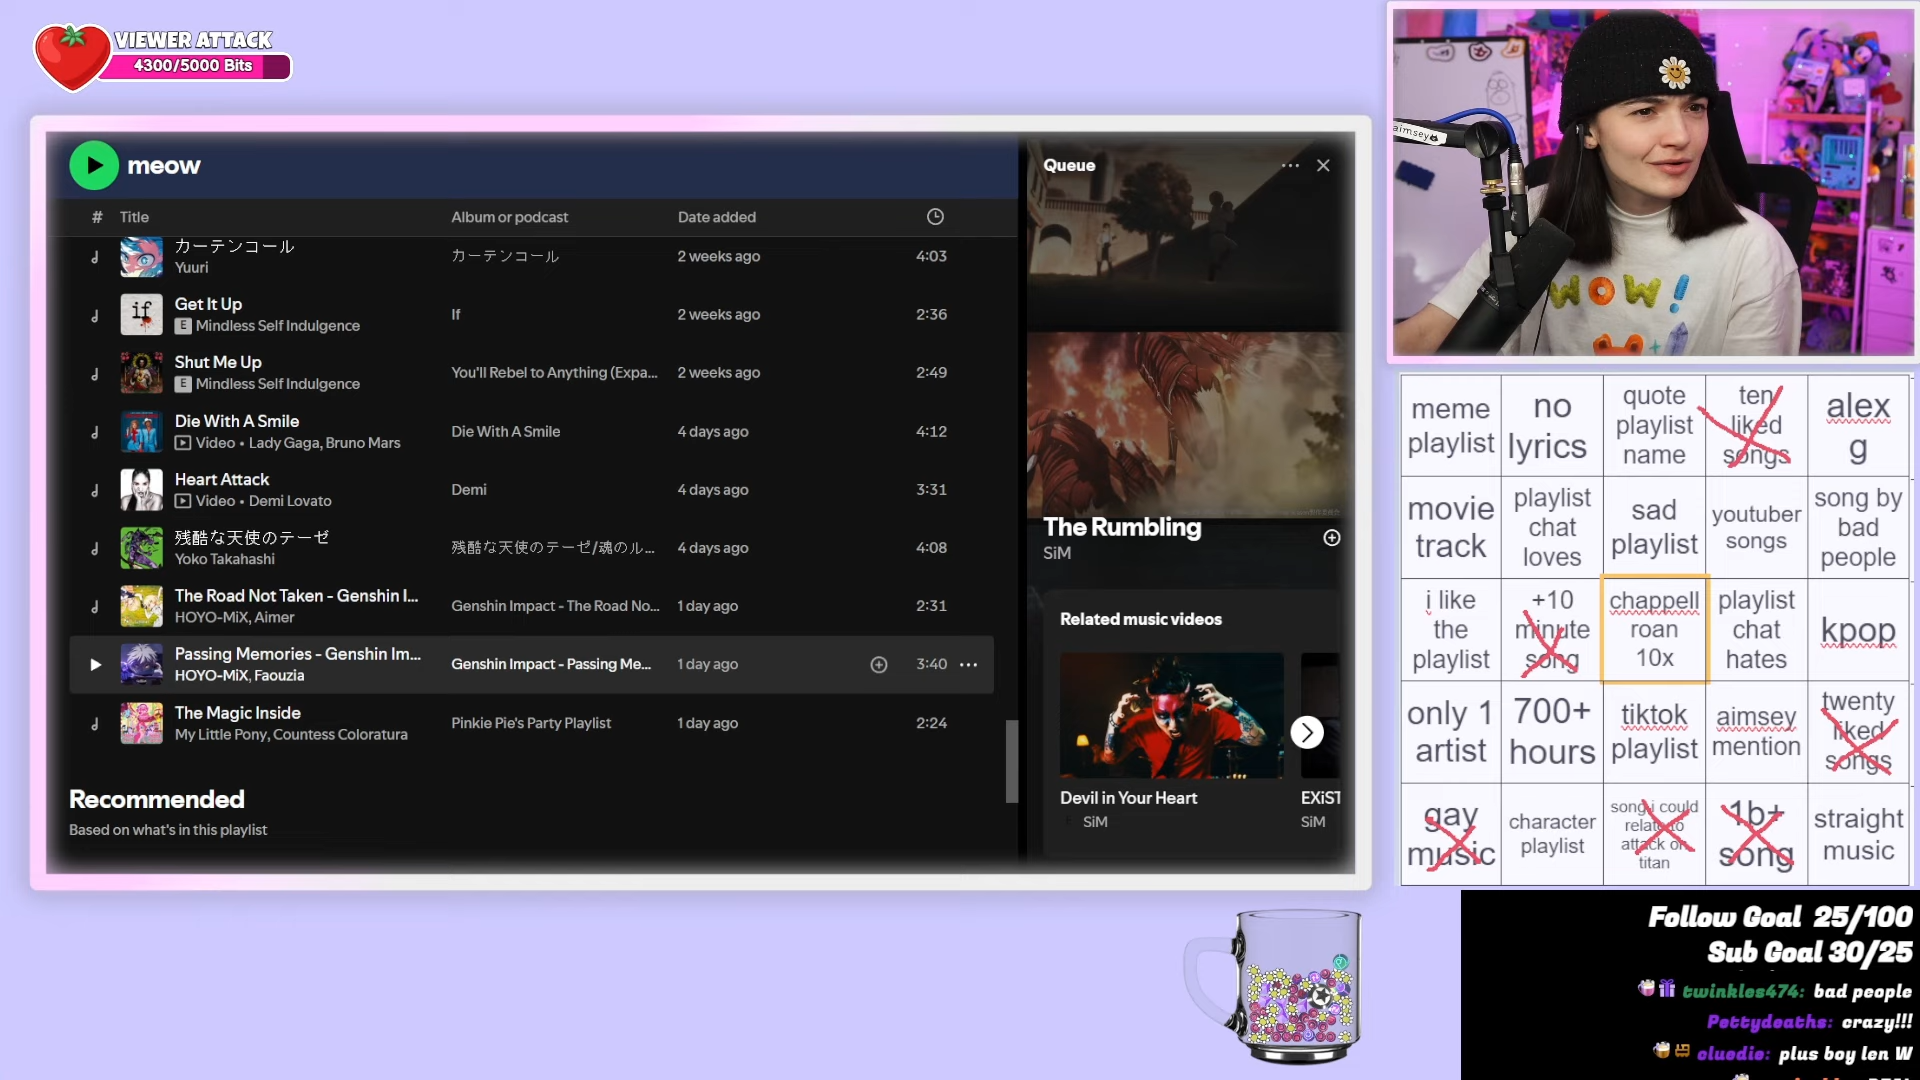 VIEWER ATTACK
4300/5000 Bits
meow
# Title Album or podcast Date added
カーテンコール
Yuuri
カーテンコール
2 weeks ago
4:03
Get It Up
E Mindless Self Indulgence
If
2 weeks ago
2:36
Shut Me Up
E Mindless Self Indulgence
You'll Rebel to Anything (Expa...
2 weeks ago
2:49
Die With A Smile
Video • Lady Gaga, Bruno Mars
Die With A Smile
4 days ago
4:12
Heart Attack
Video • Demi Lovato
Demi
4 days ago
3:31
残酷な天使のテーゼ
Yoko Takahashi
残酷な天使のテーゼ/魂のル...
4 days ago
4:08
The Road Not Taken - Genshin I...
HOYO-MiX, Aimer
Genshin Impact - The Road No...
1 day ago
2:31
Passing Memories - Genshin Im...
HOYO-MiX, Faouzia
Genshin Impact - Passing Me...
1 day ago
3:40
The Magic Inside
My Little Pony, Countess Coloratura
Pinkie Pie's Party Playlist
1 day ago
2:24
Recommended
Based on what's in this playlist
Queue
The Rumbling
SiM
Related music videos
Devil in Your Heart
E SiM
EXiST
SiM
if
aimsey
WOW!
meme
playlist
no
lyrics
quote
playlist
name
ten
liked
songs
alex
g
movie
track
playlist
chat
loves
sad
playlist
youtuber
songs
song by
bad
people
i like
the
playlist
+10
minute
song
chappell
roan
10x
playlist
chat
hates
kpop
only 1
artist
700+
hours
tiktok
playlist
aimsey
mention
twenty
liked
songs
gay
music
character
playlist
song i could
relate to
attack on
titan
1b+
song
straight
music
Follow Goal 25/100
Sub Goal 30/25
twinkles474: bad people
Pettydeaths: crazy!!!
oluedie: plus boy len W